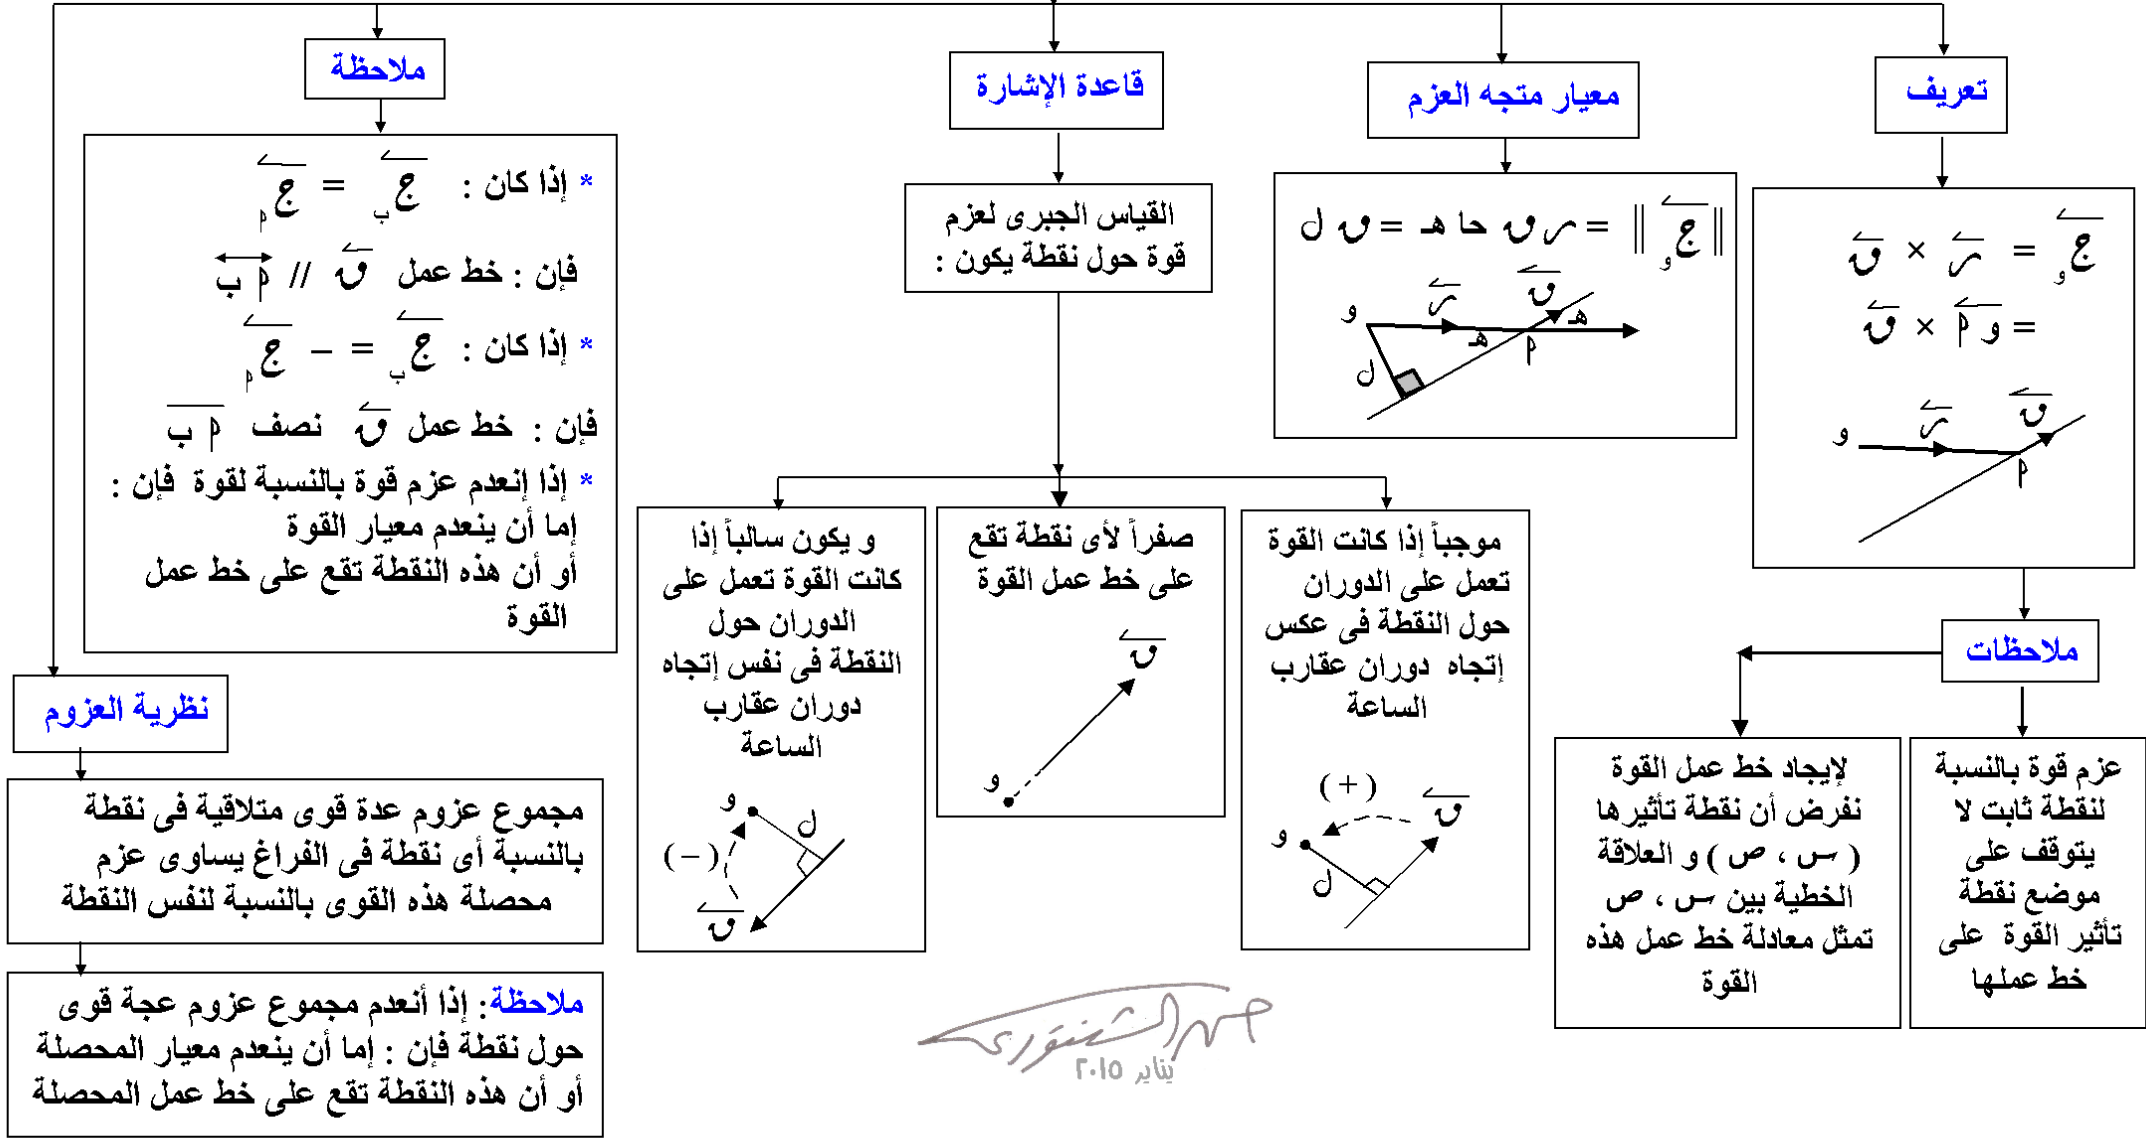 تعريف
ج و = ر × ق
= و م × ق
و
ر
ق
م
ملاحظات
عزم قوة بالنسبة
لنقطة ثابت لا
يتوقف على
موضع نقطة
تأثير القوة على
خط عملها
لإيجاد خط عمل القوة
نفرض أن نقطة تأثيرها
( س ، ص ) و العلاقة
الخطية بين س ، ص
تمثل معادلة خط عمل هذه
القوة
معيار متجه العزم
|| ج و || = ر ق حا هـ = ق ل
و
ر
ق
هـ
هـ
م
ل
قاعدة الإشارة
القياس الجبرى لعزم
قوة حول نقطة يكون :
موجباً إذا كانت القوة
تعمل على الدوران
حول النقطة فى عكس
إتجاه دوران عقارب
الساعة
( + )
ق
و
ل
صفراً لأى نقطة تقع
على خط عمل القوة
ق
و
و يكون سالباً إذا
كانت القوة تعمل على
الدوران حول
النقطة فى نفس إتجاه
دوران عقارب
الساعة
و
ل
( – )
ق
ملاحظة
* إذا كان : ج ب = ج م
فإن : خط عمل ق // م ب
* إذا كان : ج ب = – ج م
فإن : خط عمل ق نصف م ب
* إذا إنعدم عزم قوة بالنسبة لقوة فإن :
إما أن ينعدم معيار القوة
أو أن هذه النقطة تقع على خط عمل
القوة
نظرية العزوم
مجموع عزوم عدة قوى متلاقية فى نقطة
بالنسبة أى نقطة فى الفراغ يساوى عزم
محصلة هذه القوى بالنسبة لنفس النقطة
ملاحظة : إذا أنعدم مجموع عزوم عجة قوى
حول نقطة فإن : إما أن ينعدم معيار المحصلة
أو أن هذه النقطة تقع على خط عمل المحصلة
الشنتورى
يناير ٢٠١٥